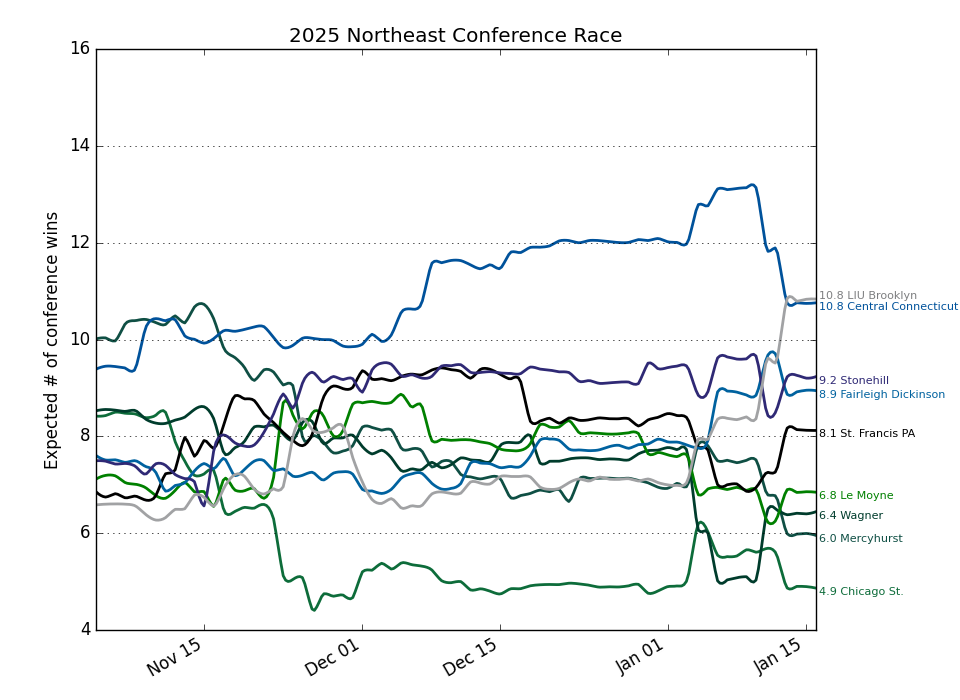 2025 Northeast Conference Race
Expected # of conference wins
16
14
12
10
8
6
4
10.8 LIU Brooklyn
10.8 Central Connecticut
9.2 Stonehill
8.9 Fairleigh Dickinson
8.1 St. Francis PA
6.8 Le Moyne
6.4 Wagner
6.0 Mercyhurst
4.9 Chicago St.
Nov 15
Dec 01
Dec 15
Jan 01
Jan 15